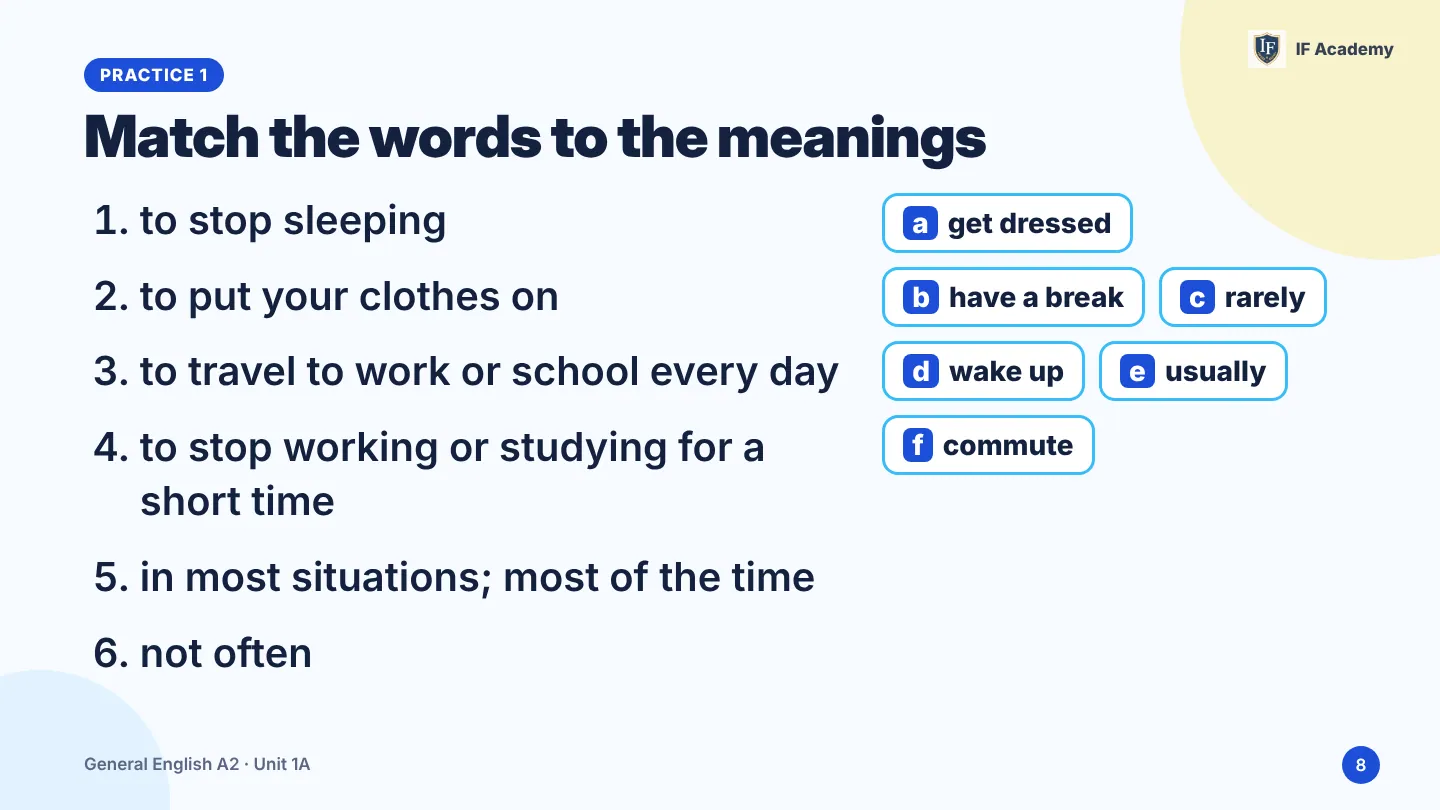 IF Academy
PRACTICE 1
Match the words to the meanings
1. to stop sleeping
2. to put your clothes on
3. to travel to work or school every day
4. to stop working or studying for a
short time
5. in most situations; most of the time
6. not often
a get dressed
b have a break
c rarely
d wake up
e usually
f commute
General English A2 · Unit 1A
8